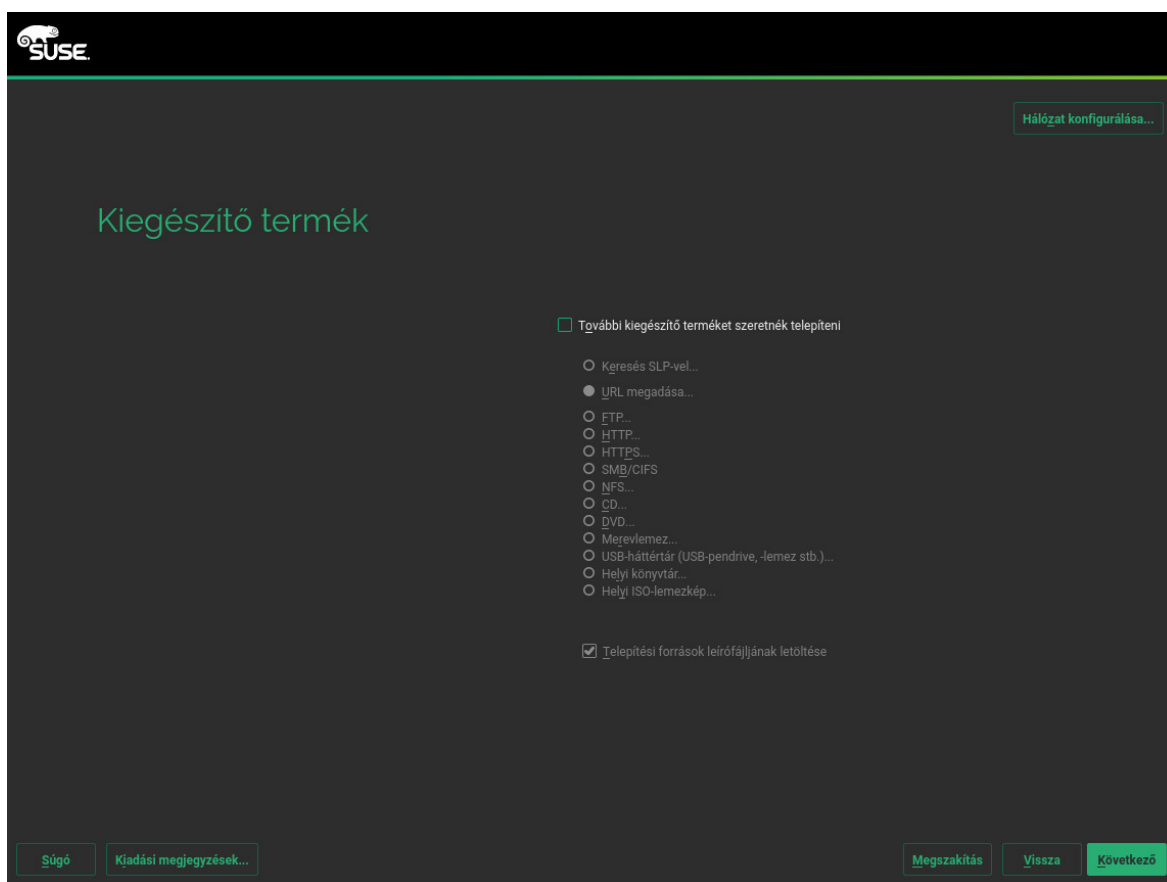 SUSE.
Hálózat konfigurálása...
Kiegészítő termék
További kiegészítő terméket szeretnék telepíteni
Keresés SLP-vel...
URL megadása...
FTP...
HTTP...
HTTPS...
SMB/CIFS
NFS...
CD...
DVD...
Merevlemez...
USB-háttértár (USB-pendrive, -lemez stb.)...
Helyi könyvtár...
Helyi ISO-lemezkép...
Telepítési források leírófájljának letöltése
Súgó Kiadási megjegyzések... Megszakítás Vissza Következő